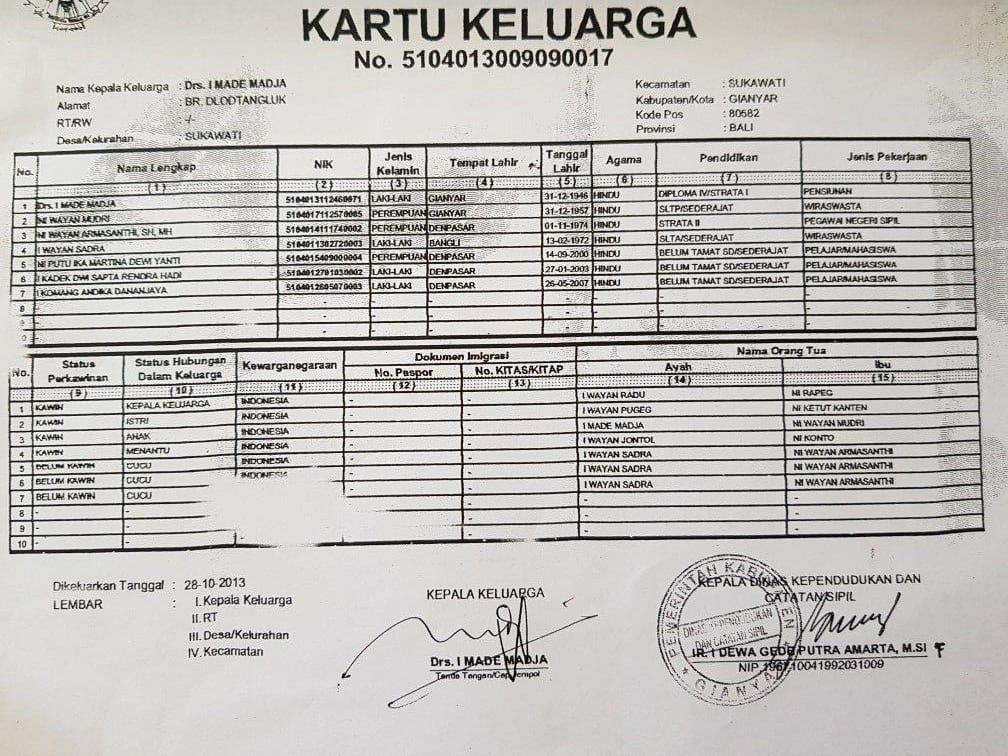 KARTU KELUARGA
No. 5104013009090017
Nama Kepala Keluarga : Drs. I MADE MADJA
Alamat : BR. DLODTANGLUK
RT/RW : -/-
Desa/Kelurahan : SUKAWATI
Kecamatan : SUKAWATI
Kabupaten/Kota : GIANYAR
Kode Pos : 80582
Provinsi : BALI
No. Nama Lengkap NIK Jenis Kelamin Tempat Lahir Tanggal Lahir Agama Pendidikan Jenis Pekerjaan
(1) (2) (3) (4) (5) (6) (7) (8)
1 Drs. I MADE MADJA 5104013112460071 LAKI-LAKI GIANYAR 31-12-1946 HINDU DIPLOMA IV/STRATA I PENSIUNAN
2 NI WAYAN MUDRI 5104017112570065 PEREMPUAN GIANYAR 31-12-1957 HINDU SLTP/SEDERAJAT WIRASWASTA
3 NI WAYAN ARMASANTHI, SH, MH 5104014111740002 PEREMPUAN DENPASAR 01-11-1974 HINDU STRATA II PEGAWAI NEGERI SIPIL
4 I WAYAN SADRA 5104011302720003 LAKI-LAKI BANGLI 13-02-1972 HINDU SLTA/SEDERAJAT WIRASWASTA
5 NI PUTU IKA MARTINA DEWI YANTI 5104015409000004 PEREMPUAN DENPASAR 14-09-2000 HINDU BELUM TAMAT SD/SEDERAJAT PELAJAR/MAHASISWA
6 I KADEK DWI SAPTA RENDRA HADI 5104012701030002 LAKI-LAKI DENPASAR 27-01-2003 HINDU BELUM TAMAT SD/SEDERAJAT PELAJAR/MAHASISWA
7 I KOMANG ANDIKA DANANJAYA 5104012605070003 LAKI-LAKI DENPASAR 26-05-2007 HINDU BELUM TAMAT SD/SEDERAJAT PELAJAR/MAHASISWA
8 - - - - - - - -
9 - - - - - - - -
- - - - - - - -
No. Status Perkawinan Status Hubungan Dalam Keluarga Kewarganegaraan Dokumen Imigrasi Nama Orang Tua
No. Paspor No. KITAS/KITAP Ayah Ibu
(9) (10) (11) (12) (13) (14) (15)
1 KAWIN KEPALA KELUARGA INDONESIA - - I WAYAN RADU NI RAPEG
2 KAWIN ISTRI INDONESIA - - I WAYAN PUGEG NI KETUT KANTEN
3 KAWIN ANAK INDONESIA - - I MADE MADJA NI WAYAN MUDRI
4 KAWIN MENANTU INDONESIA - - I WAYAN JONTOL NI KONTO
5 BELUM KAWIN CUCU INDONESIA - - I WAYAN SADRA NI WAYAN ARMASANTHI
6 BELUM KAWIN CUCU INDONESIA - - I WAYAN SADRA NI WAYAN ARMASANTHI
7 BELUM KAWIN CUCU - - I WAYAN SADRA NI WAYAN ARMASANTHI
8 - - - - -
9 - - - - -
10 - - - - - -
Dikeluarkan Tanggal : 28-10-2013
LEMBAR : I. Kepala Keluarga
II. RT
III. Desa/Kelurahan
IV. Kecamatan
KEPALA KELUARGA
Drs. I MADE MADJA
Tanda Tangan/Cap Jempol
KEPALA DINAS KEPENDUDUKAN DAN
CATATAN SIPIL
IR. I DEWA GEDE PUTRA AMARTA, M.SI
PEMERINTAH KABUPATEN
DINAS KEPENDUDUKAN
DAN CATATAN SIPIL
GIANYAR